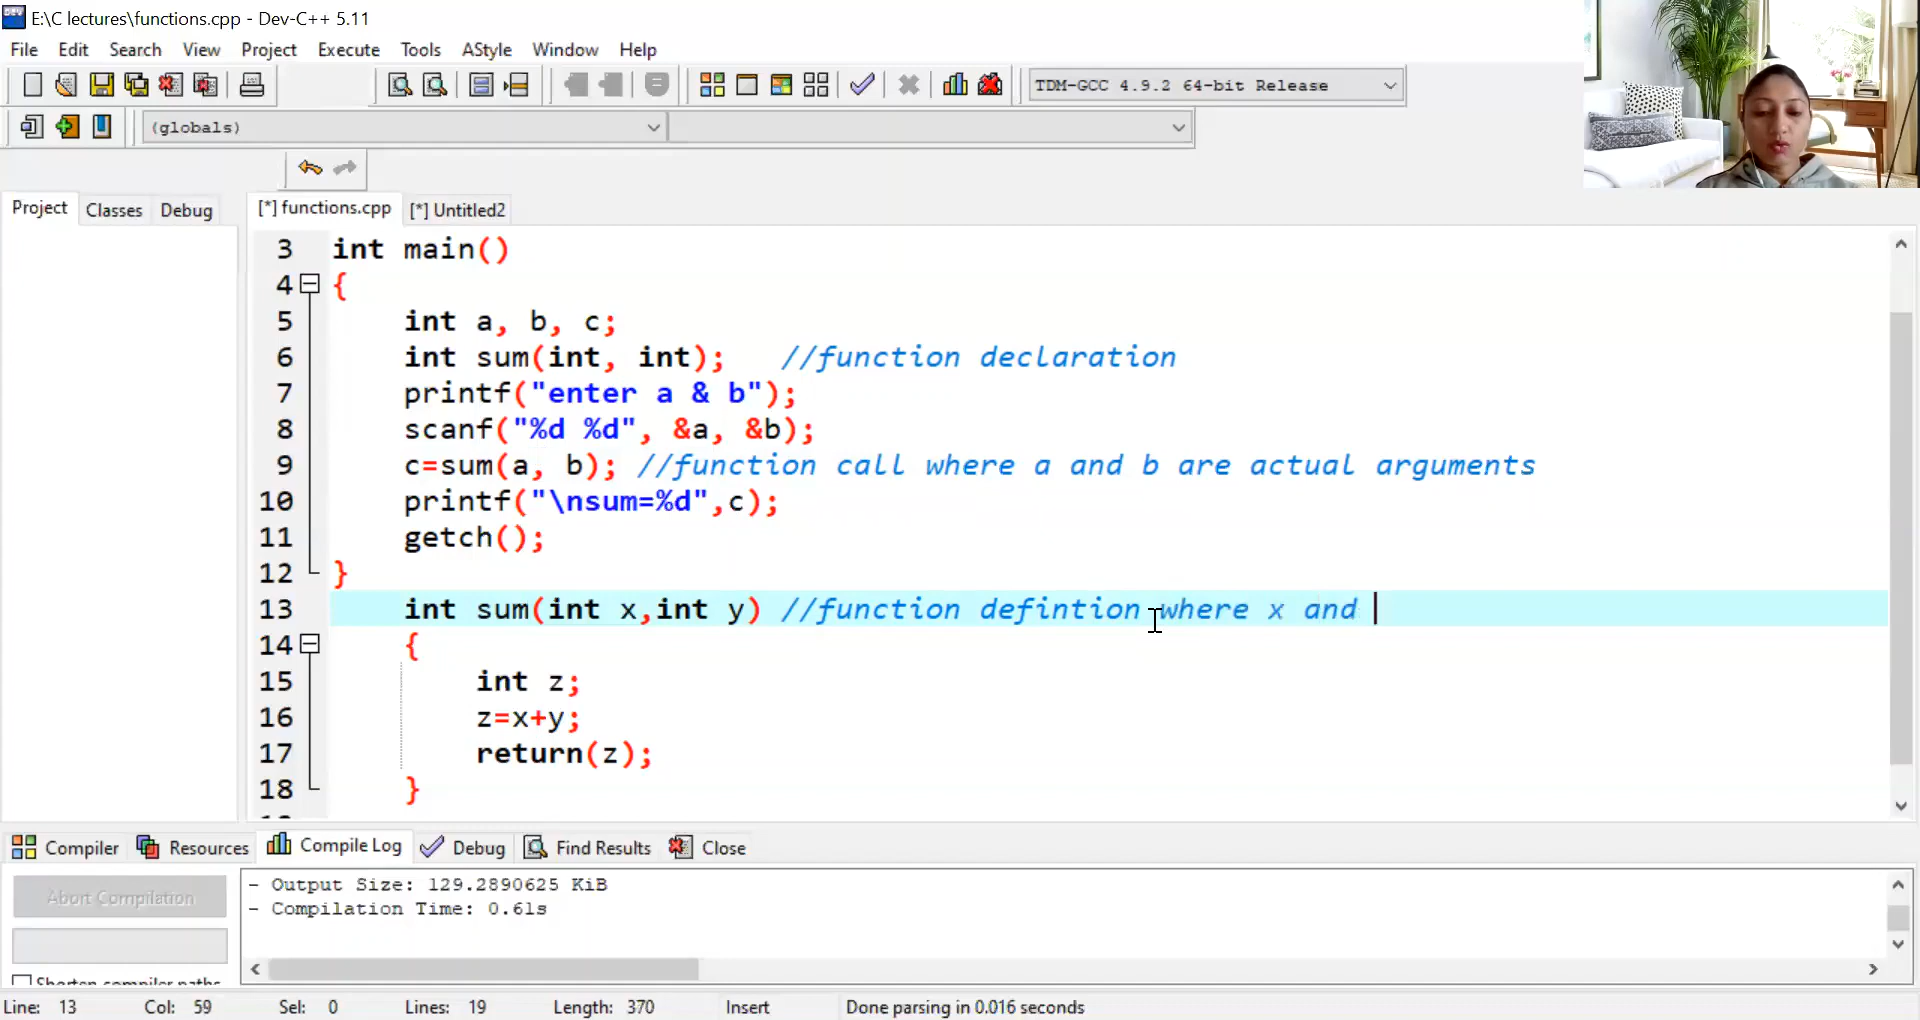 E:\C lectures\functions.cpp - Dev-C++ 5.11
File Edit Search View Project Execute Tools AStyle Window Help
TDM-GCC 4.9.2 64-bit Release
(globals)
Project Classes Debug [*] functions.cpp [*] Untitled2
3 int main()
4 {
5 int a, b, c;
6 int sum(int, int); //function declaration
7 printf("enter a & b");
8 scanf("%d %d", &a, &b);
9 c=sum(a, b); //function call where a and b are actual arguments
10 printf("\nsum=%d",c);
11 getch();
12 }
13 int sum(int x,int y) //function defintion where x and
14 {
15 int z;
16 z=x+y;
17 return(z);
18 }
Compiler Resources Compile Log Debug Find Results Close
Abort Compilation
- Output Size: 129.2890625 KiB
- Compilation Time: 0.61s
Shorten compiler paths
Line: 13 Col: 59 Sel: 0 Lines: 19 Length: 370 Insert Done parsing in 0.016 seconds